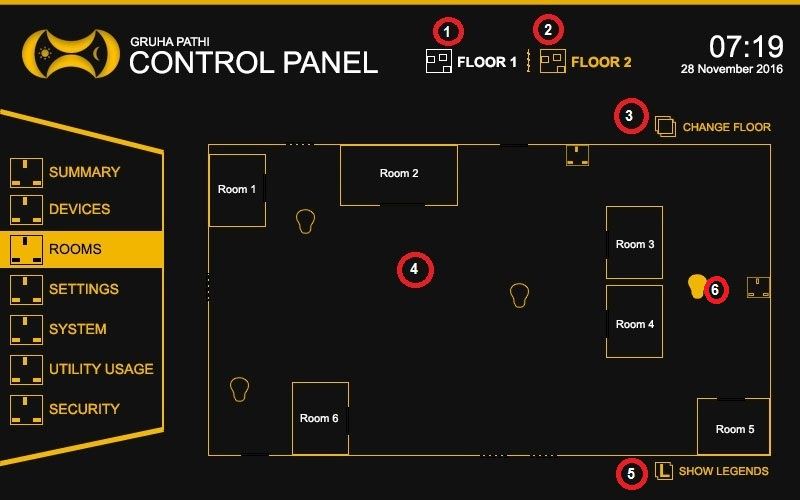 1
2
GRUHA PATHI
CONTROL PANEL
FLOOR 1
FLOOR 2
07:19
28 November 2016
3
CHANGE FLOOR
SUMMARY
DEVICES
ROOMS
SETTINGS
SYSTEM
UTILITY USAGE
SECURITY
Room 1
Room 2
Room 3
4
6
Room 4
Room 6
Room 5
5
L SHOW LEGENDS